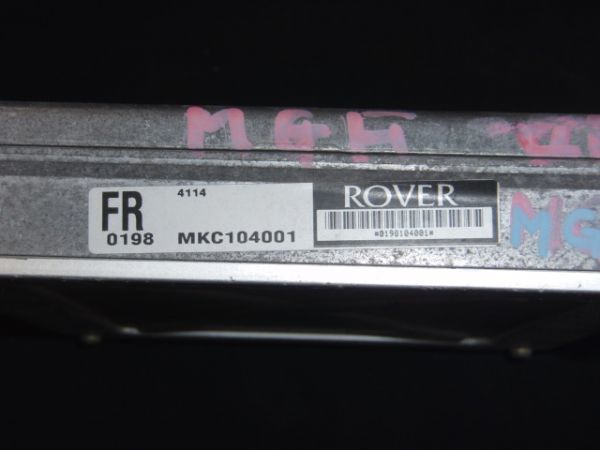 MGF
FR 4114 ROVER
0198 MKC104001 *0198104001*
MG